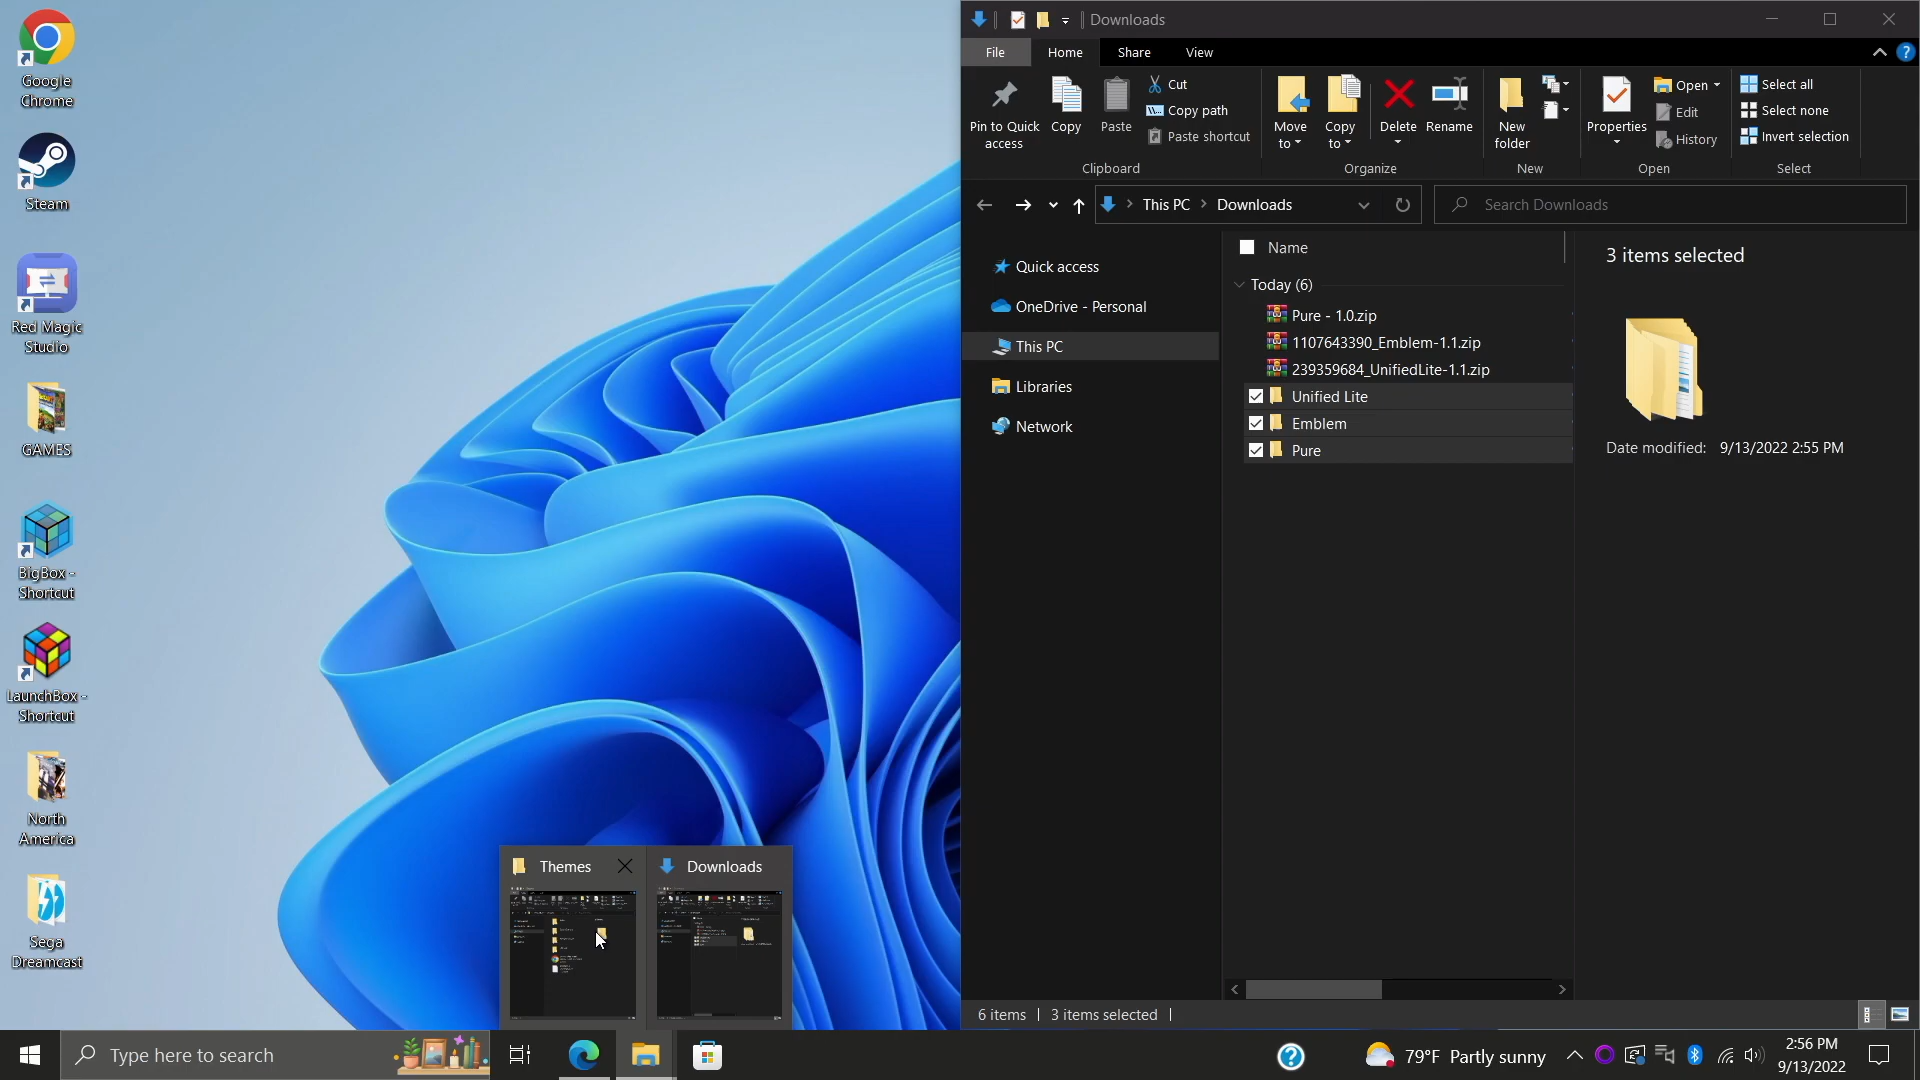 Google
Chrome
Steam
Red Magic
Studio
GAMES
BigBox -
Shortcut
LaunchBox -
Shortcut
North
America
Sega
Dreamcast
Downloads
File Home Share View
Pin to Quick
access
Copy
Paste
Cut
Copy path
Paste shortcut
Clipboard
Move
to
Copy
to
Delete
Rename
Organize
New
folder
New
Properties
Open
Edit
History
Open
Select all
Select none
Invert selection
Select
This PC > Downloads
Search Downloads
Quick access
OneDrive - Personal
This PC
Libraries
Network
Name
Today (6)
Pure - 1.0.zip
1107643390_Emblem-1.1.zip
239359684_UnifiedLite-1.1.zip
Unified Lite
Emblem
Pure
3 items selected
Date modified: 9/13/2022 2:55 PM
6 items
3 items selected
Themes
Downloads
Type here to search
79°F Partly sunny
2:56 PM
9/13/2022